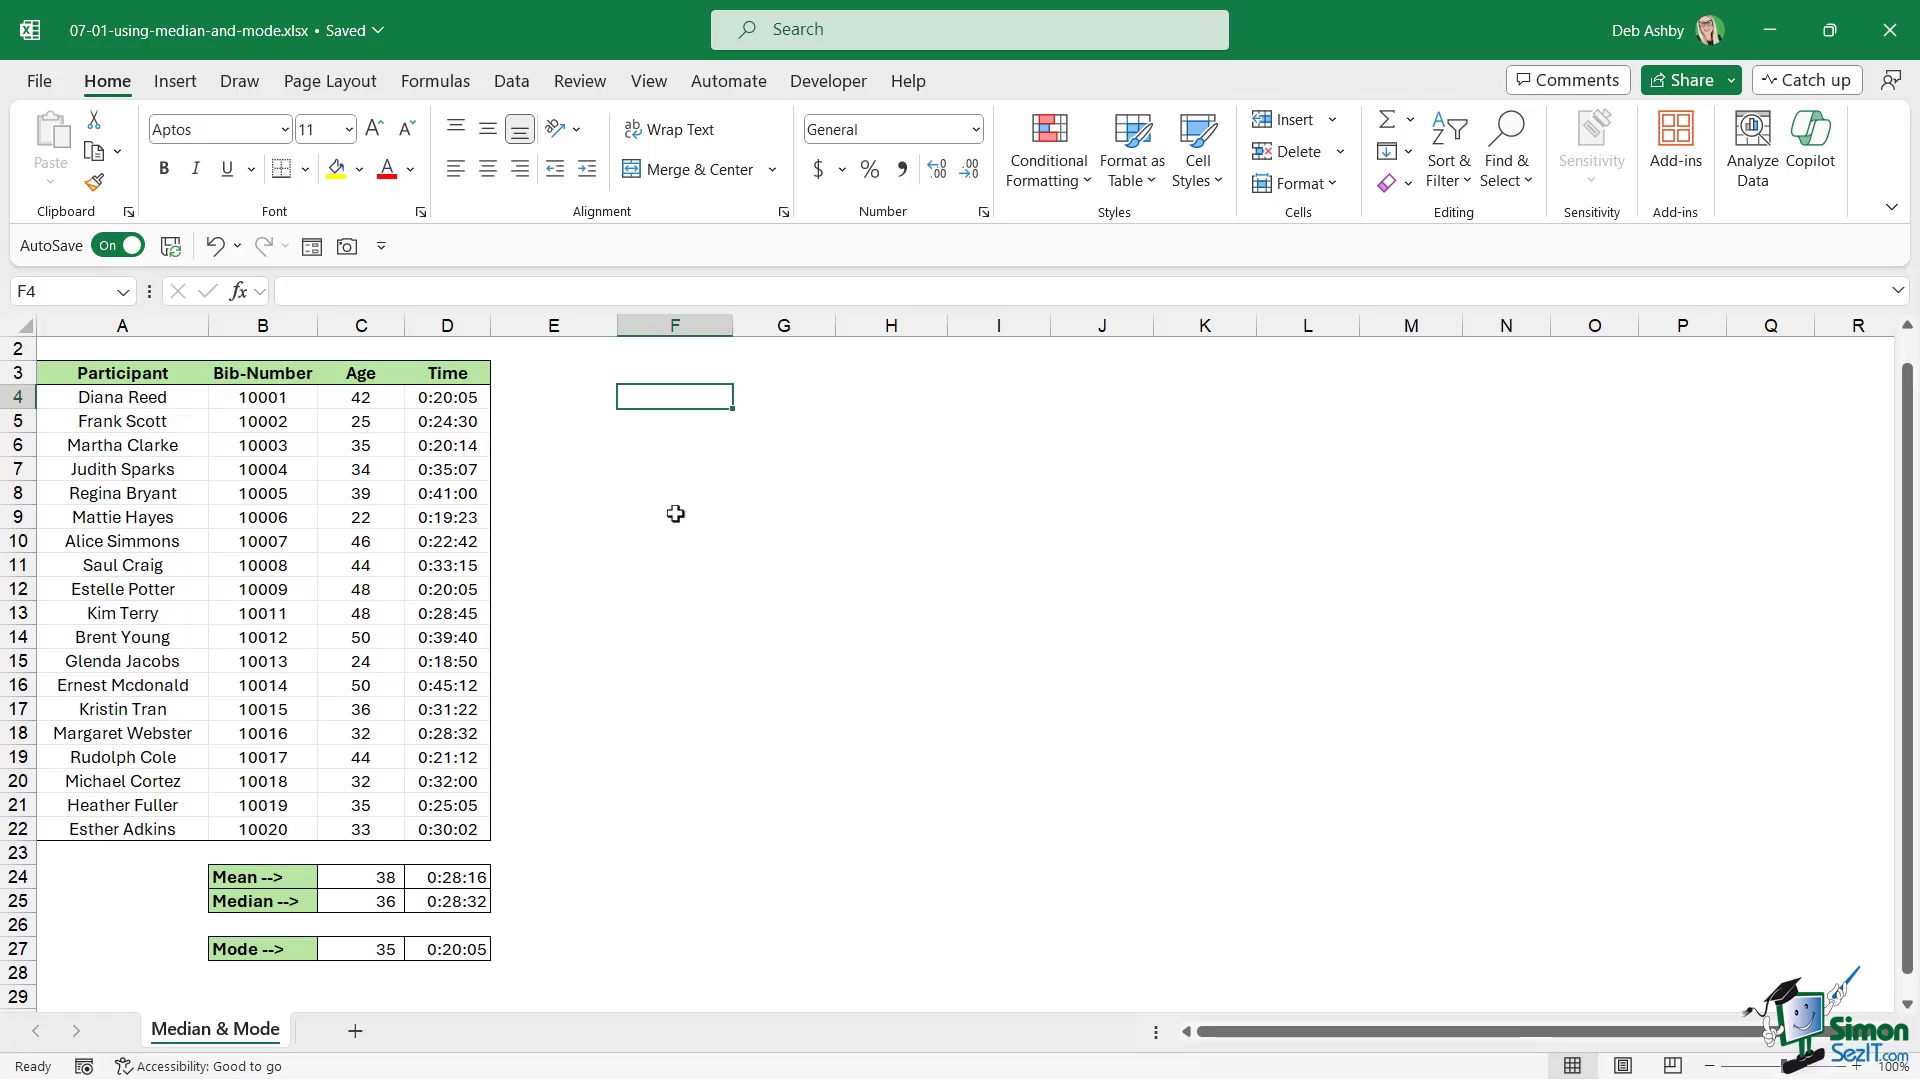 07-01-using-median-and-mode.xlsx • Saved
Search
Deb Ashby
File Home Insert Draw Page Layout Formulas Data Review View Automate Developer Help
Comments Share Catch up
Paste
Clipboard
Aptos 11
B I U A
Font
ab Wrap Text
Merge & Center
Alignment
General
$ % 9 .00 .00
Number
Conditional Formatting
Format as Table
Cell Styles
Styles
Insert
Delete
Format
Cells
Sort & Filter
Find & Select
Editing
Sensitivity
Sensitivity
Add-ins
Add-ins
Analyze Data
Copilot
AutoSave On
F4 fx
A B C D E F G H I J K L M N O P Q R
2
3 Participant Bib-Number Age Time
4 Diana Reed 10001 42 0:20:05
5 Frank Scott 10002 25 0:24:30
6 Martha Clarke 10003 35 0:20:14
7 Judith Sparks 10004 34 0:35:07
8 Regina Bryant 10005 39 0:41:00
9 Mattie Hayes 10006 22 0:19:23
10 Alice Simmons 10007 46 0:22:42
11 Saul Craig 10008 44 0:33:15
12 Estelle Potter 10009 48 0:20:05
13 Kim Terry 10011 48 0:28:45
14 Brent Young 10012 50 0:39:40
15 Glenda Jacobs 10013 24 0:18:50
16 Ernest Mcdonald 10014 50 0:45:12
17 Kristin Tran 10015 36 0:31:22
18 Margaret Webster 10016 32 0:28:32
19 Rudolph Cole 10017 44 0:21:12
20 Michael Cortez 10018 32 0:32:00
21 Heather Fuller 10019 35 0:25:05
22 Esther Adkins 10020 33 0:30:02
23
24 Mean --> 38 0:28:16
25 Median --> 36 0:28:32
26
27 Mode --> 35 0:20:05
28
29
Median & Mode
Simon
SezIT.com
Ready Accessibility: Good to go 100%